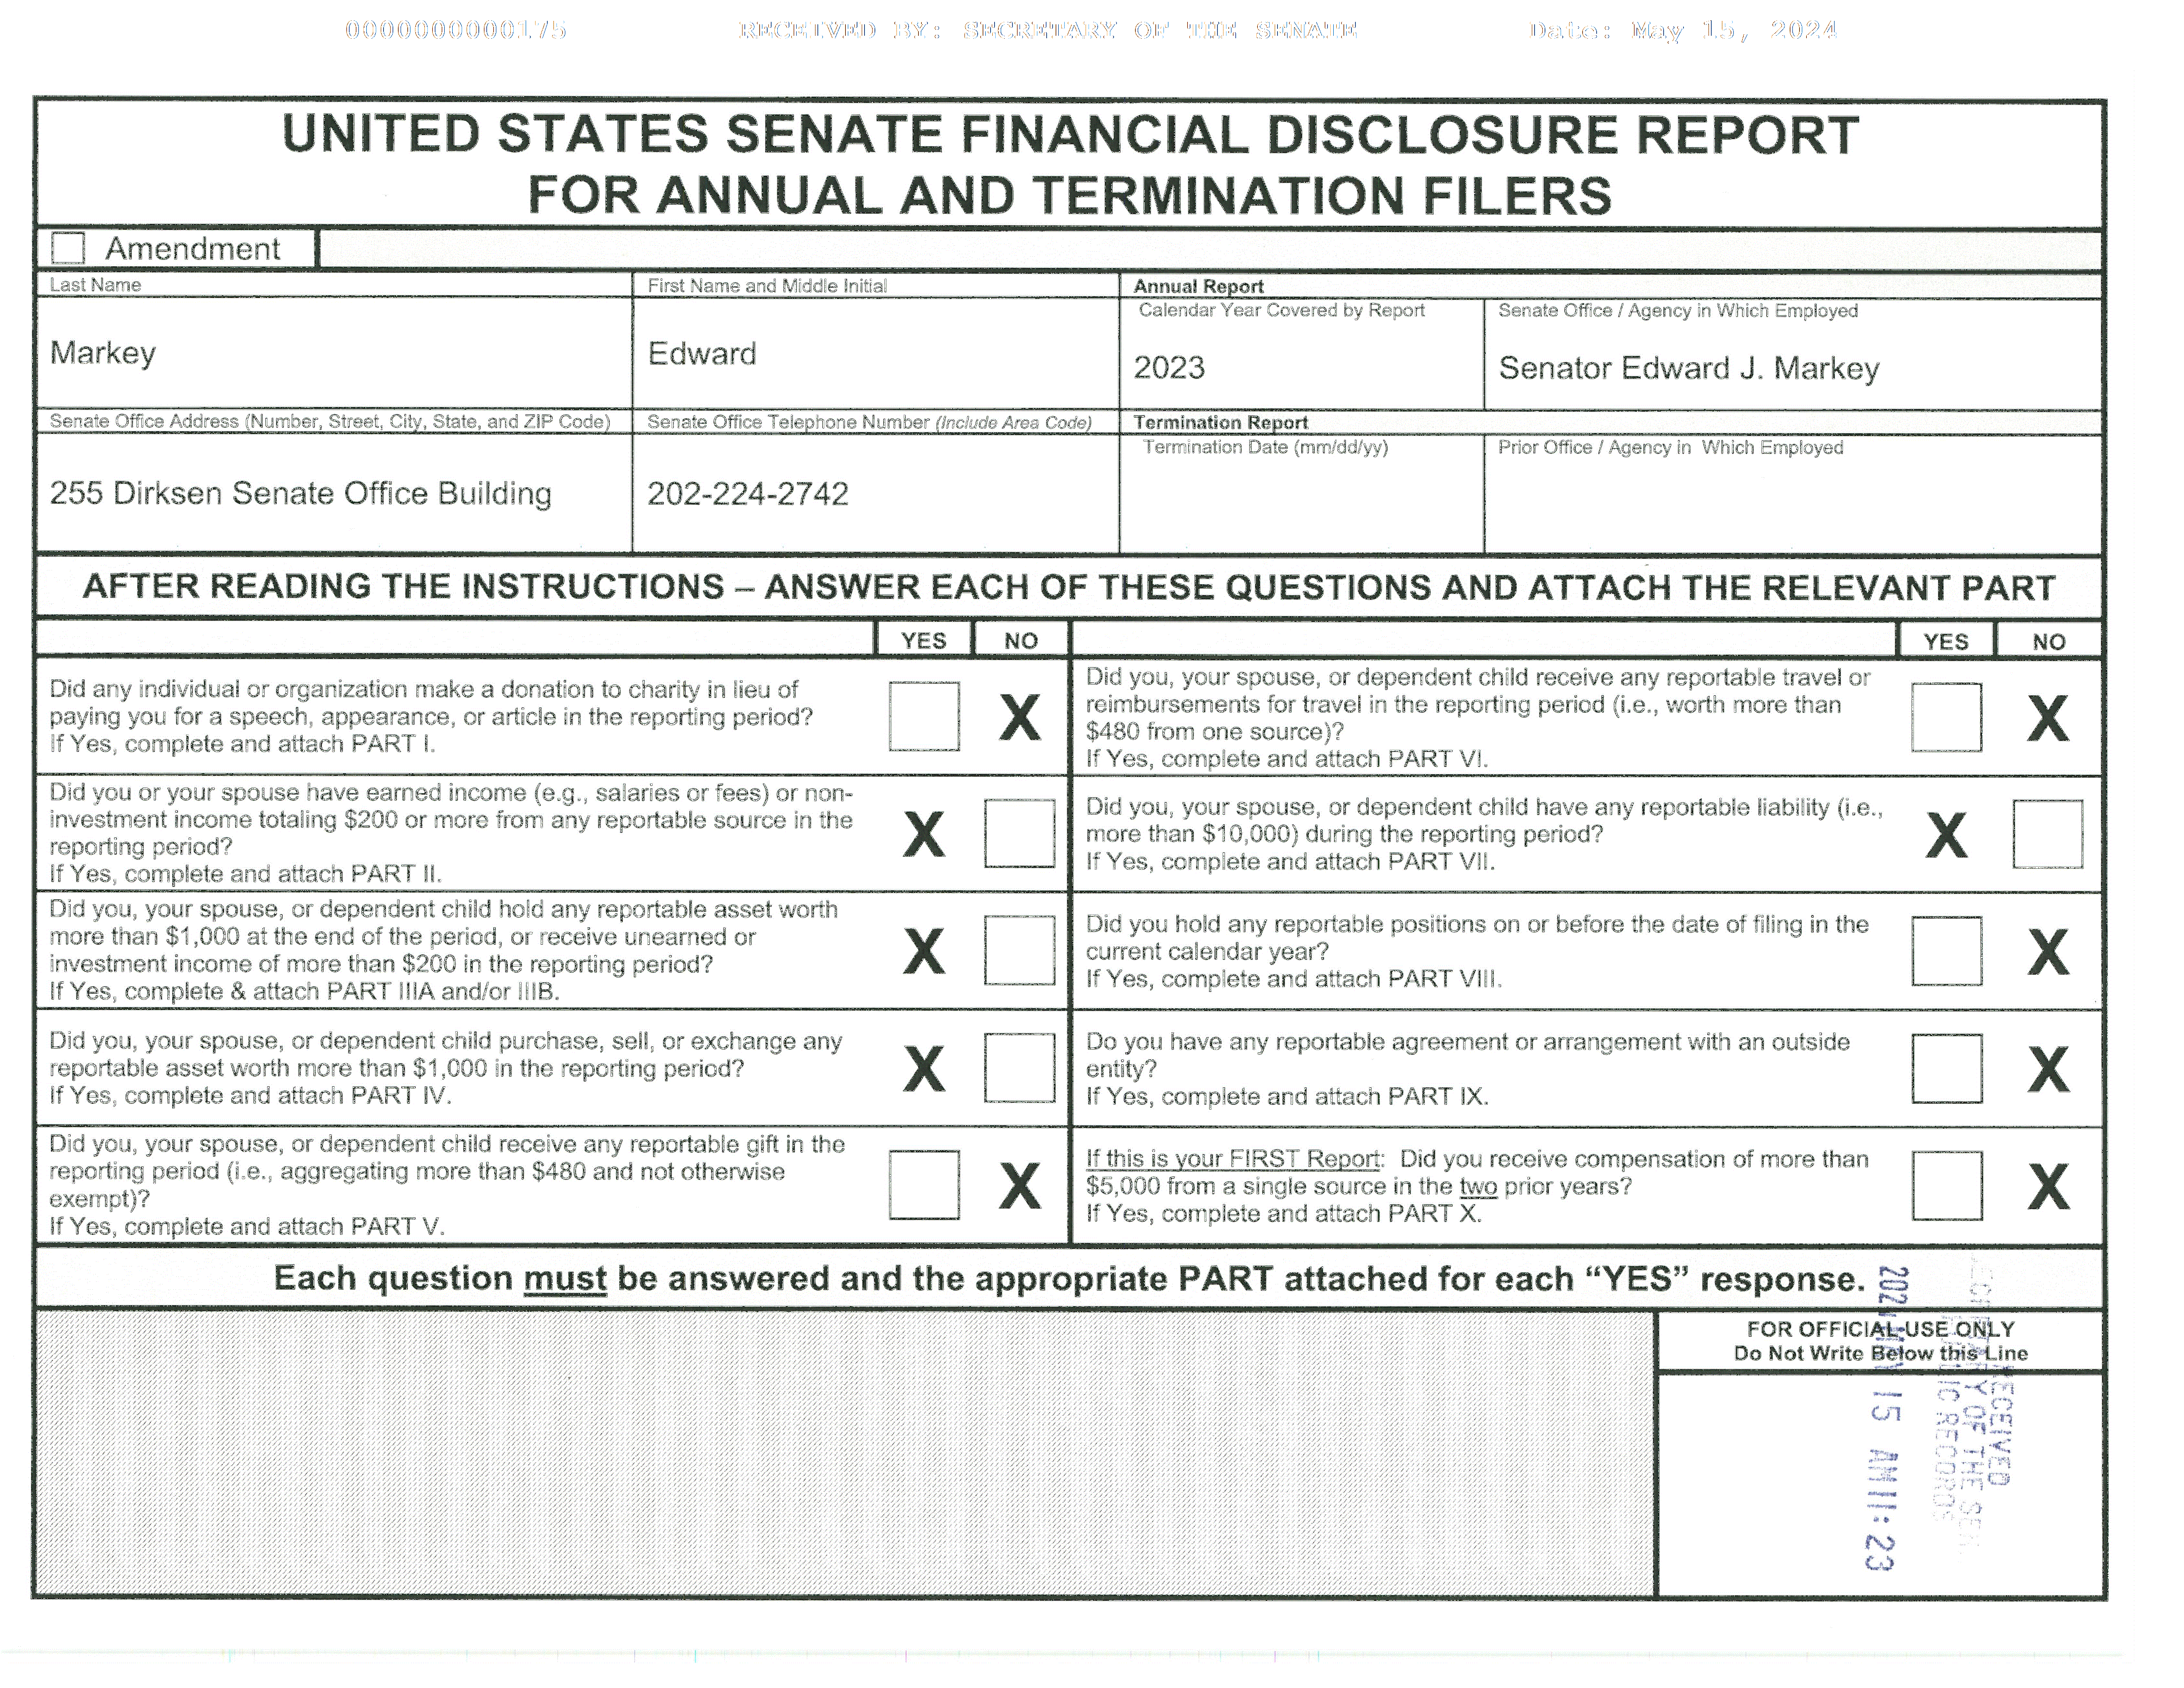 0000000000175 RECEIVED BY: SECRETARY OF THE SENATE Date: May 15, 2024
UNITED STATES SENATE FINANCIAL DISCLOSURE REPORT
FOR ANNUAL AND TERMINATION FILERS
Amendment
Last Name
Markey
First Name and Middle Initial
Edward
Annual Report
Calendar Year Covered by Report
2023
Senate Office / Agency in Which Employed
Senator Edward J. Markey
Senate Office Address (Number, Street, City, State, and ZIP Code)
255 Dirksen Senate Office Building
Senate Office Telephone Number (Include Area Code)
202-224-2742
Termination Report
Termination Date (mm/dd/yy)
Prior Office / Agency in Which Employed
AFTER READING THE INSTRUCTIONS – ANSWER EACH OF THESE QUESTIONS AND ATTACH THE RELEVANT PART
YES NO
Did any individual or organization make a donation to charity in lieu of
paying you for a speech, appearance, or article in the reporting period?
If Yes, complete and attach PART I.
X
Did you or your spouse have earned income (e.g., salaries or fees) or non-
investment income totaling $200 or more from any reportable source in the
reporting period?
If Yes, complete and attach PART II.
X
Did you, your spouse, or dependent child hold any reportable asset worth
more than $1,000 at the end of the period, or receive unearned or
investment income of more than $200 in the reporting period?
If Yes, complete & attach PART IIIA and/or IIIB.
X
Did you, your spouse, or dependent child purchase, sell, or exchange any
reportable asset worth more than $1,000 in the reporting period?
If Yes, complete and attach PART IV.
X
Did you, your spouse, or dependent child receive any reportable gift in the
reporting period (i.e., aggregating more than $480 and not otherwise
exempt)?
If Yes, complete and attach PART V.
X
YES NO
Did you, your spouse, or dependent child receive any reportable travel or
reimbursements for travel in the reporting period (i.e., worth more than
$480 from one source)?
If Yes, complete and attach PART VI.
X
Did you, your spouse, or dependent child have any reportable liability (i.e.,
more than $10,000) during the reporting period?
If Yes, complete and attach PART VII.
X
Did you hold any reportable positions on or before the date of filing in the
current calendar year?
If Yes, complete and attach PART VIII.
X
Do you have any reportable agreement or arrangement with an outside
entity?
If Yes, complete and attach PART IX.
X
If this is your FIRST Report: Did you receive compensation of more than
$5,000 from a single source in the two prior years?
If Yes, complete and attach PART X.
X
Each question must be answered and the appropriate PART attached for each “YES” response.
FOR OFFICIAL USE ONLY
Do Not Write Below this Line
RECEIVED
OF THE
RECORDS
2024 MAY 15 AM 11:23